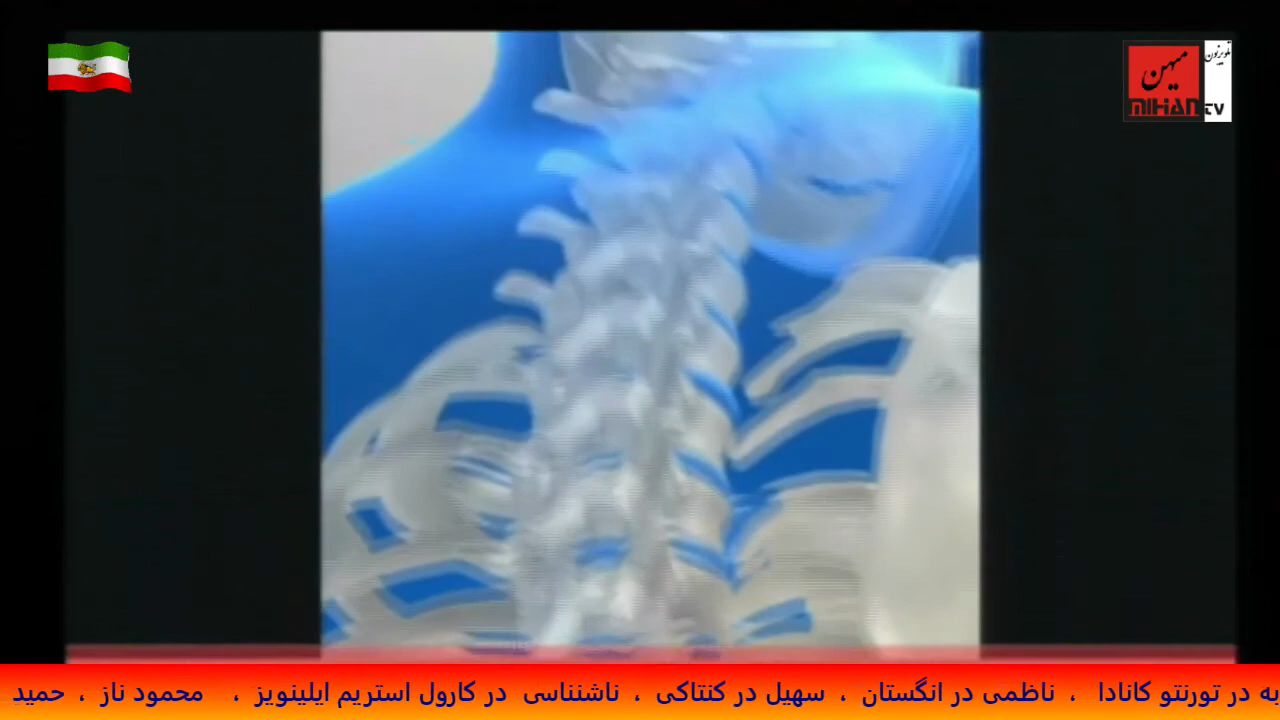 میهن
تلویزیون
MIHAN TV
به در تورنتو کانادا ، ناظمی در انگستان ، سهیل در کنتاکی ، ناشنناسی در کارول استریم ایلینویز ، محمود ناز ، حمید